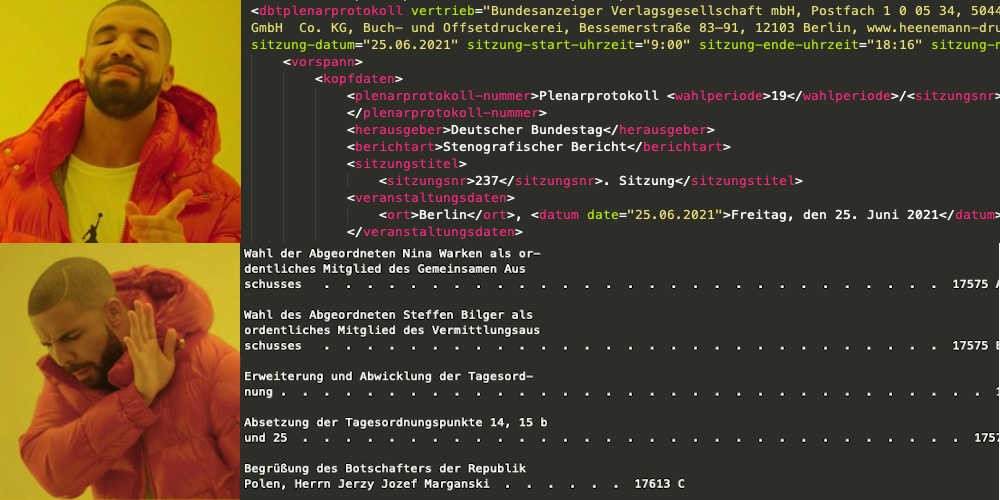 <dbtplenarprotokoll vertrieb="Bundesanzeiger Verlagsgesellschaft mbH, Postfach 1 0 05 34, 5044
GmbH  Co. KG, Buch- und Offsetdruckerei, Bessemerstraße 83–91, 12103 Berlin, www.heenemann-dru
sitzung-datum="25.06.2021" sitzung-start-uhrzeit="9:00" sitzung-ende-uhrzeit="18:16" sitzung-n
<vorspann>
<kopfdaten>
<plenarprotokoll-nummer>Plenarprotokoll <wahlperiode>19</wahlperiode>/<sitzungsnr>
</plenarprotokoll-nummer>
<herausgeber>Deutscher Bundestag</herausgeber>
<berichtart>Stenografischer Bericht</berichtart>
<sitzungstitel>
<sitzungsnr>237</sitzungsnr>. Sitzung</sitzungstitel>
<veranstaltungsdaten>
<ort>Berlin</ort>, <datum date="25.06.2021">Freitag, den 25. Juni 2021</datum>
</veranstaltungsdaten>
Wahl der Abgeordneten Nina Warken als or-
dentliches Mitglied des Gemeinsamen Aus
schusses . . . . . . . . . . . . . . . . . . . . . . . . . . . . . 17575 A
Wahl des Abgeordneten Steffen Bilger als
ordentliches Mitglied des Vermittlungsaus
schusses . . . . . . . . . . . . . . . . . . . . . . . . . . . . . 17575 B
Erweiterung und Abwicklung der Tagesord-
nung . . . . . . . . . . . . . . . . . . . . . . . . . . . . . . . . 1
Absetzung der Tagesordnungspunkte 14, 15 b
und 25 . . . . . . . . . . . . . . . . . . . . . . . . . . . . . . . 1757
Begrüßung des Botschafters der Republik
Polen, Herrn Jerzy Jozef Marganski . . . . . . 17613 C